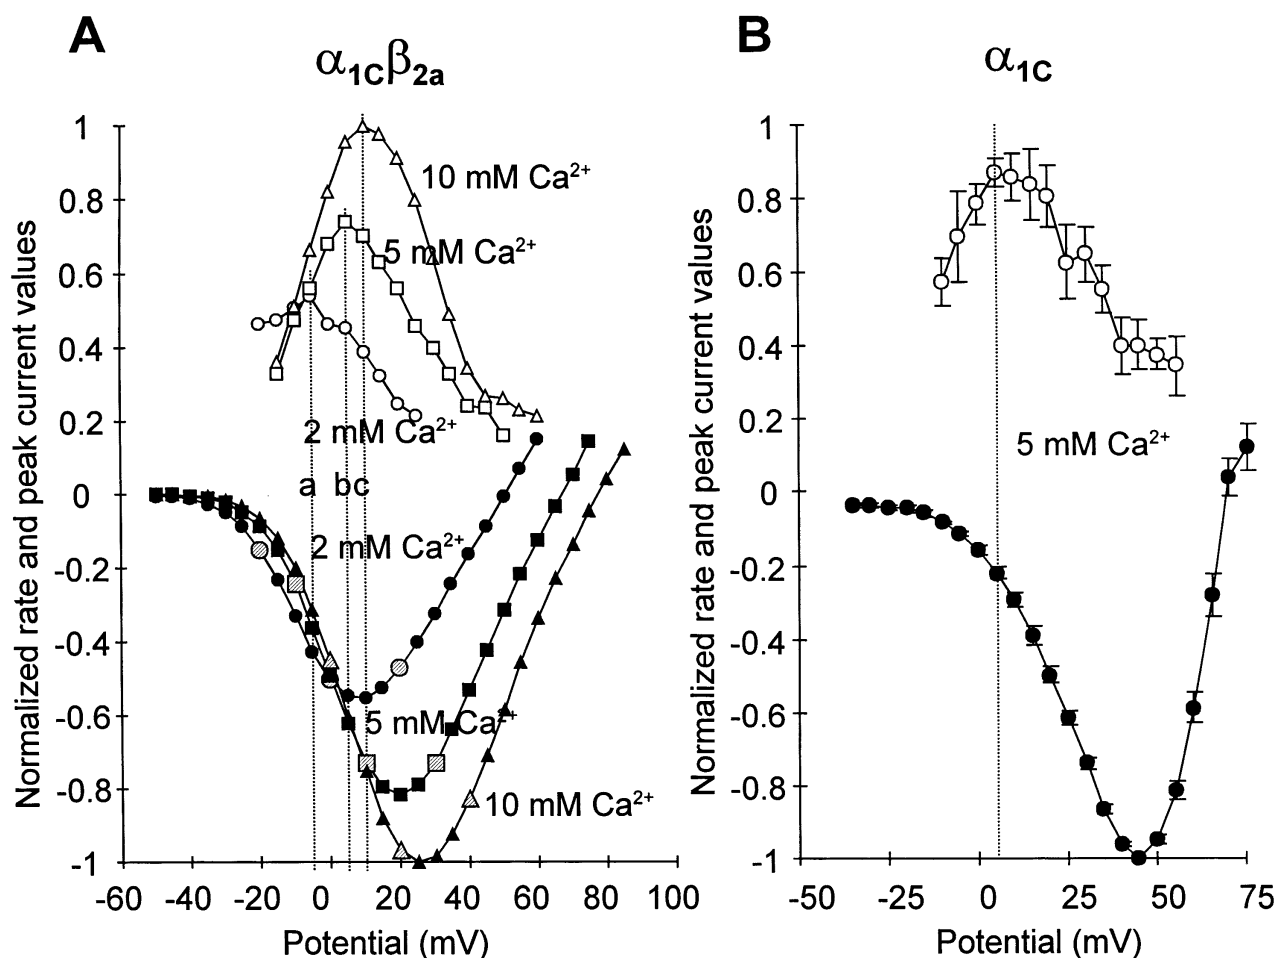 A
α1Cβ2a
Normalized rate and peak current values
1
0.8
0.6
0.4
0.2
0
-0.2
-0.4
-0.6
-0.8
-1
10 mM Ca²⁺
5 mM Ca²⁺
2 mM Ca²⁺
a bc
2 mM Ca²⁺
5 mM Ca²⁺
10 mM Ca²⁺
-60 -40 -20 0 20 40 60 80 100
Potential (mV)
B
α1C
Normalized rate and peak current values
1
0.8
0.6
0.4
0.2
0
-0.2
-0.4
-0.6
-0.8
-1
5 mM Ca²⁺
-50 -25 0 25 50 75
Potential (mV)